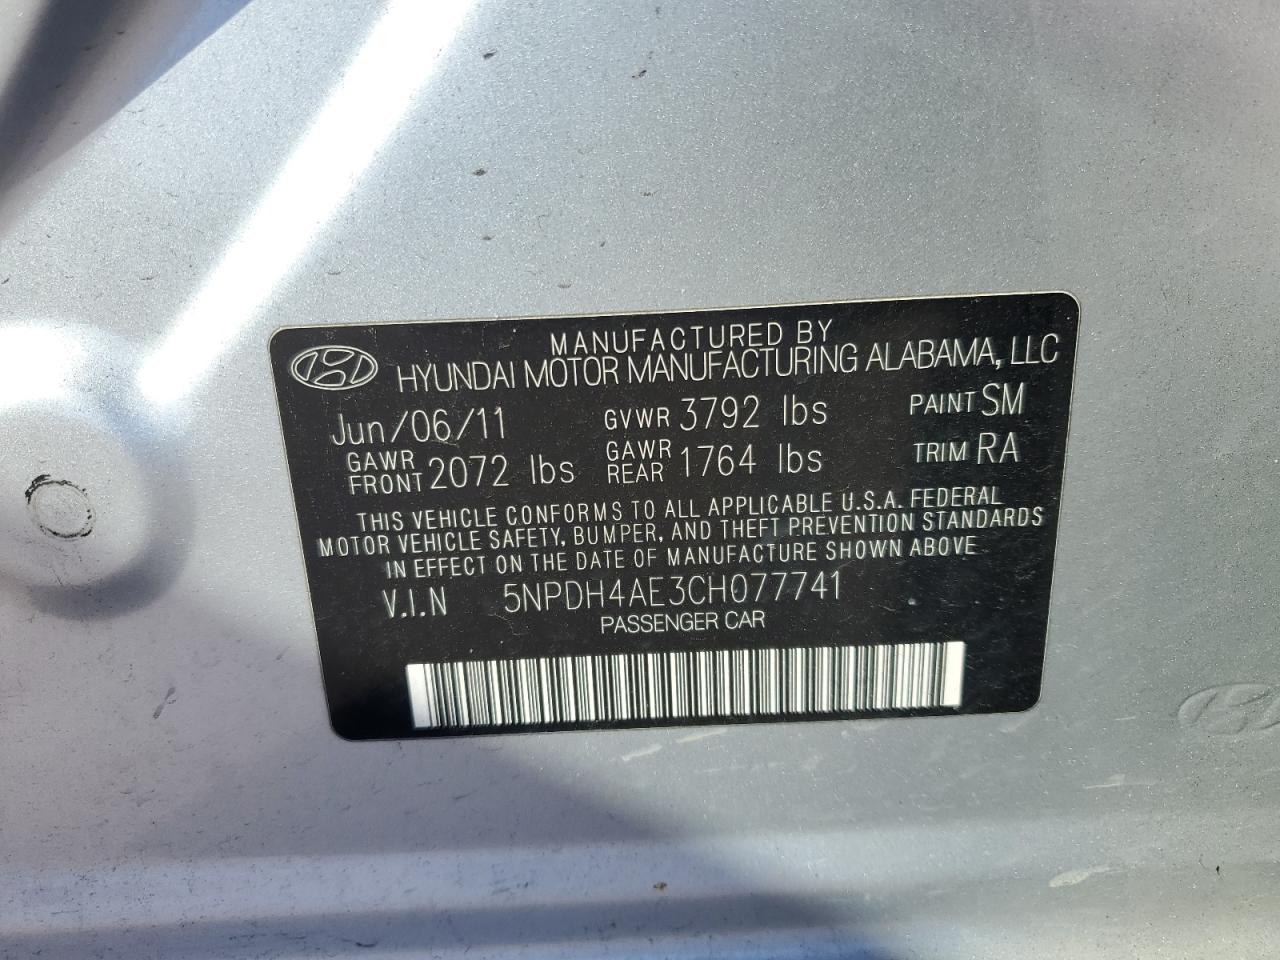 MANUFACTURED BY
HYUNDAI MOTOR MANUFACTURING ALABAMA, LLC
Jun/06/11 GVWR 3792 lbs PAINT SM
GAWR FRONT 2072 lbs GAWR REAR 1764 lbs TRIM RA
THIS VEHICLE CONFORMS TO ALL APPLICABLE U.S.A. FEDERAL
MOTOR VEHICLE SAFETY, BUMPER, AND THEFT PREVENTION STANDARDS
IN EFFECT ON THE DATE OF MANUFACTURE SHOWN ABOVE
V.I.N 5NPDH4AE3CH077741
PASSENGER CAR